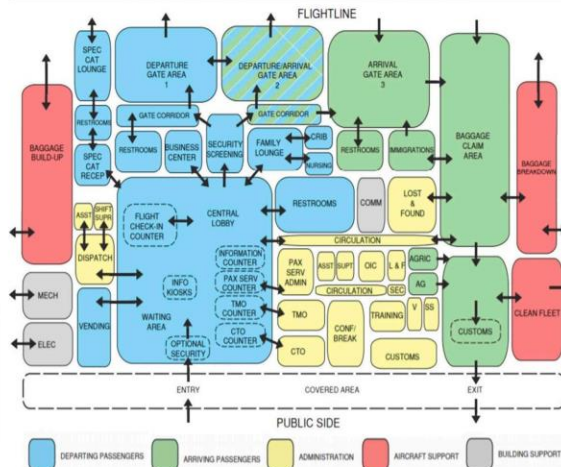 FLIGHTLINE
SPEC
CAT
LOUNGE
DEPARTURE
GATE AREA
1
DEPARTURE/ARRIVAL
GATE AREA
2
ARRIVAL
GATE AREA
3
GATE CORRIDOR
GATE CORRIDOR
RESTROOMS
SPEC
CAT
RECEP
RESTROOMS
BUSINESS
CENTER
SECURITY
SCREENING
FAMILY
LOUNGE
CRIB
NURSING
RESTROOMS
IMMIGRATIONS
BAGGAGE
CLAIM
AREA
BAGGAGE
BUILD-UP
BAGGAGE
BREAKDOWN
ASST
SHIFT
SUPR
DISPATCH
FLIGHT
CHECK-IN
COUNTER
CENTRAL
LOBBY
RESTROOMS
COMM
LOST
&
FOUND
CIRCULATION
INFORMATION
COUNTER
PAX SERV
COUNTER
TMO
COUNTER
CTO
COUNTER
INFO
KIOSKS
WAITING
AREA
OPTIONAL
SECURITY
PAX
SERV
ADMIN
ASST
SUPT
OIC
L & F
CIRCULATION
SEC
AGRIC
AG
MECH
ELEC
VENDING
TMO
CTO
CONF/
BREAK
TRAINING
V
SS
CUSTOMS
CUSTOMS
CLEAN FLEET
ENTRY
COVERED AREA
EXIT
PUBLIC SIDE
DEPARTING PASSENGERS
ARRIVING PASSENGERS
ADMINISTRATION
AIRCRAFT SUPPORT
BUILDING SUPPORT